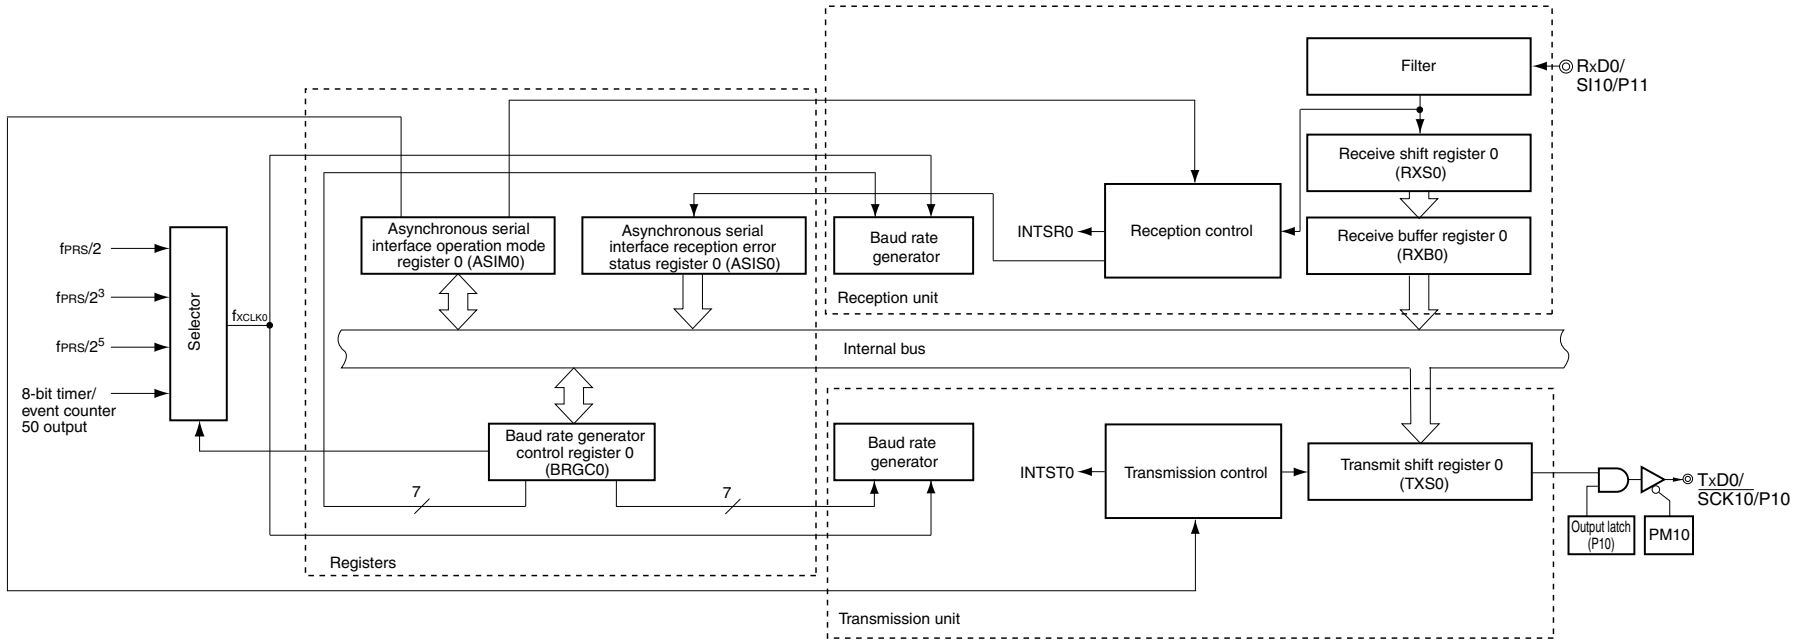 Filter
RxD0/
SI10/P11
Receive shift register 0
(RXS0)
Asynchronous serial
interface operation mode
register 0 (ASIM0)
Asynchronous serial
interface reception error
status register 0 (ASIS0)
Baud rate
generator
INTSR0
Reception control
Receive buffer register 0
(RXB0)
Reception unit
fPRS/2
fPRS/2³
fPRS/2⁵
8-bit timer/
event counter
50 output
Selector
fXCLK0
Internal bus
Baud rate generator
control register 0
(BRGC0)
7
7
Registers
Baud rate
generator
INTST0
Transmission control
Transmit shift register 0
(TXS0)
TxD0/
SCK10/P10
Output latch
(P10)
PM10
Transmission unit